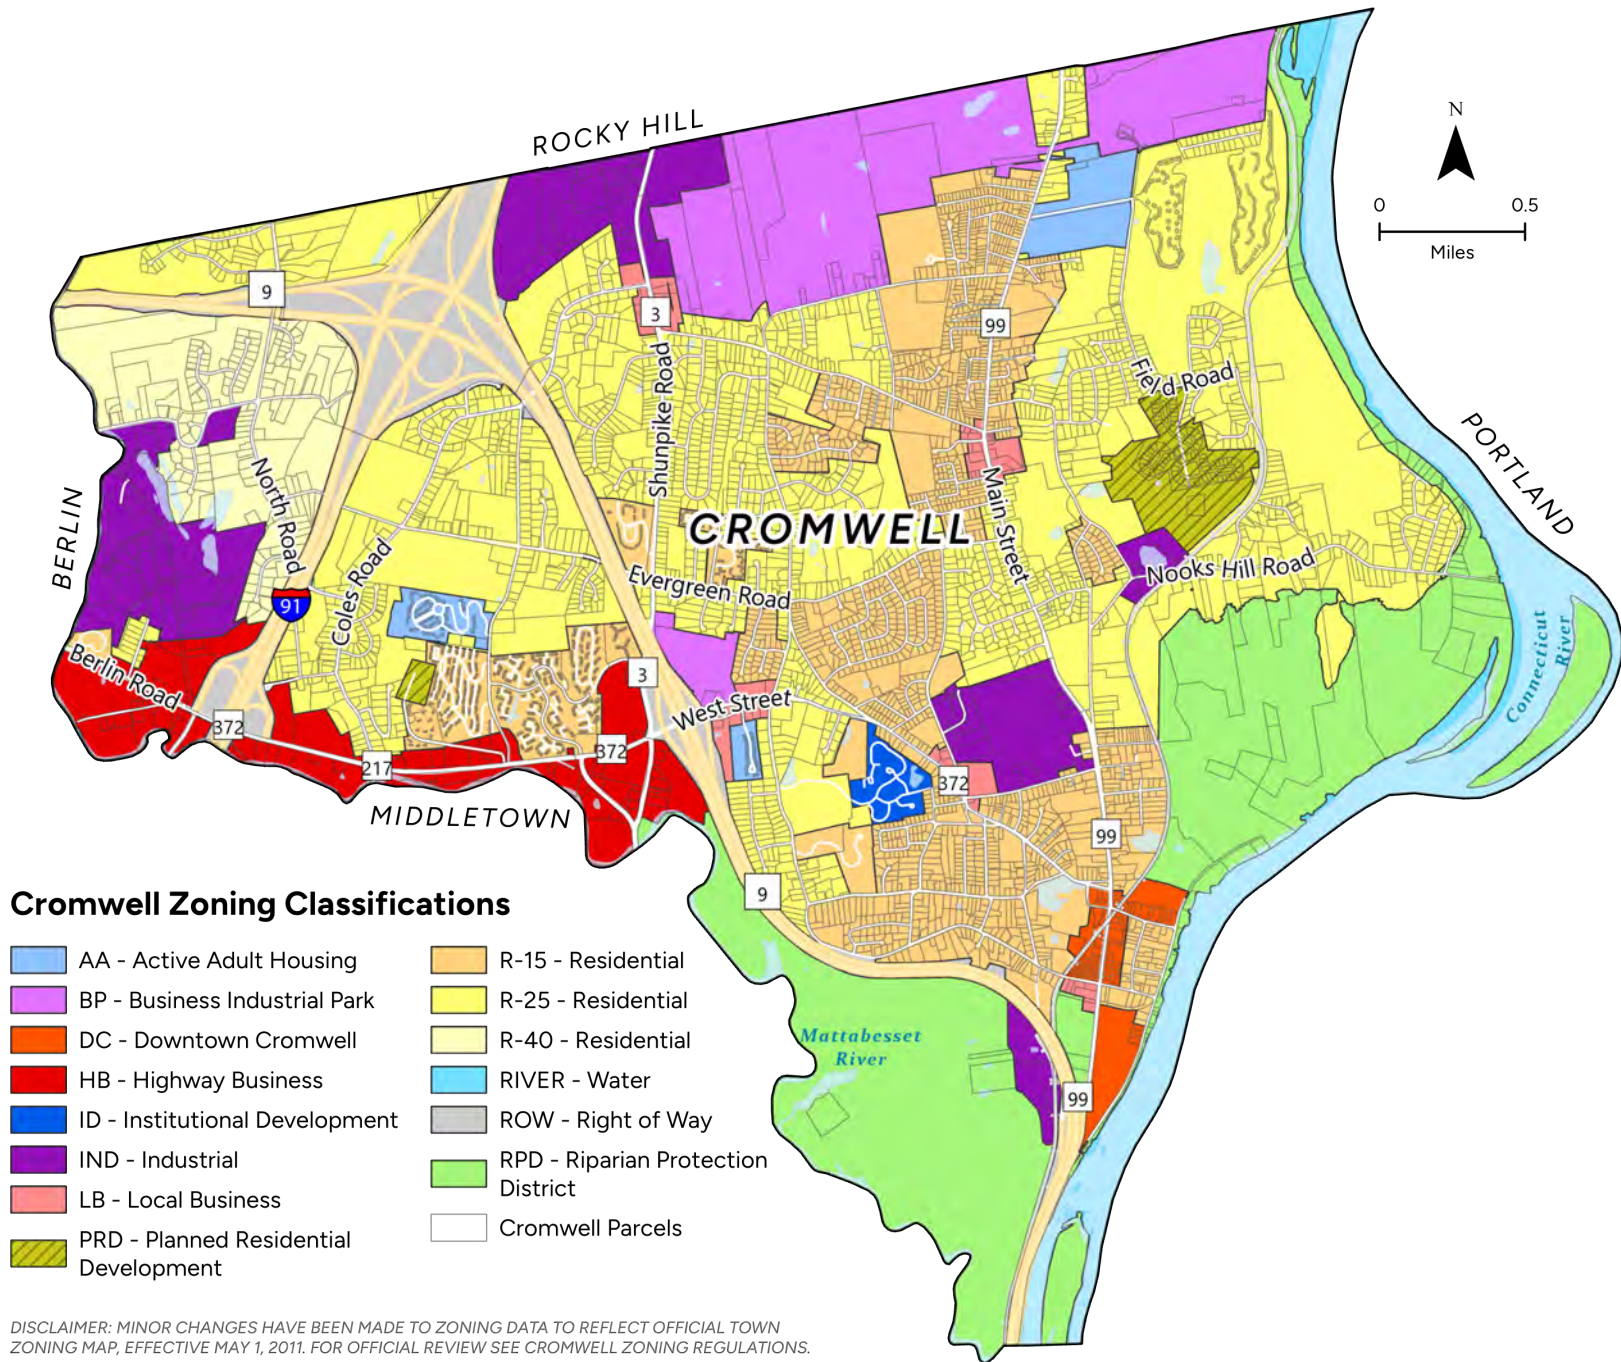 ROCKY HILL
N
0 0.5
Miles
9
3
99
Field Road
PORTLAND
Shunpike Road
North Road
CROMWELL
Main Street
BERLIN
Coles Road
Evergreen Road
Nooks Hill Road
91
Connecticut
River
Berlin Road
3
West Street
372
217
372
372
99
MIDDLETOWN
9
Mattabesset
River
99
Cromwell Zoning Classifications
AA - Active Adult Housing
BP - Business Industrial Park
DC - Downtown Cromwell
HB - Highway Business
ID - Institutional Development
IND - Industrial
LB - Local Business
PRD - Planned Residential
Development
R-15 - Residential
R-25 - Residential
R-40 - Residential
RIVER - Water
ROW - Right of Way
RPD - Riparian Protection
District
Cromwell Parcels
DISCLAIMER: MINOR CHANGES HAVE BEEN MADE TO ZONING DATA TO REFLECT OFFICIAL TOWN
ZONING MAP, EFFECTIVE MAY 1, 2011. FOR OFFICIAL REVIEW SEE CROMWELL ZONING REGULATIONS.